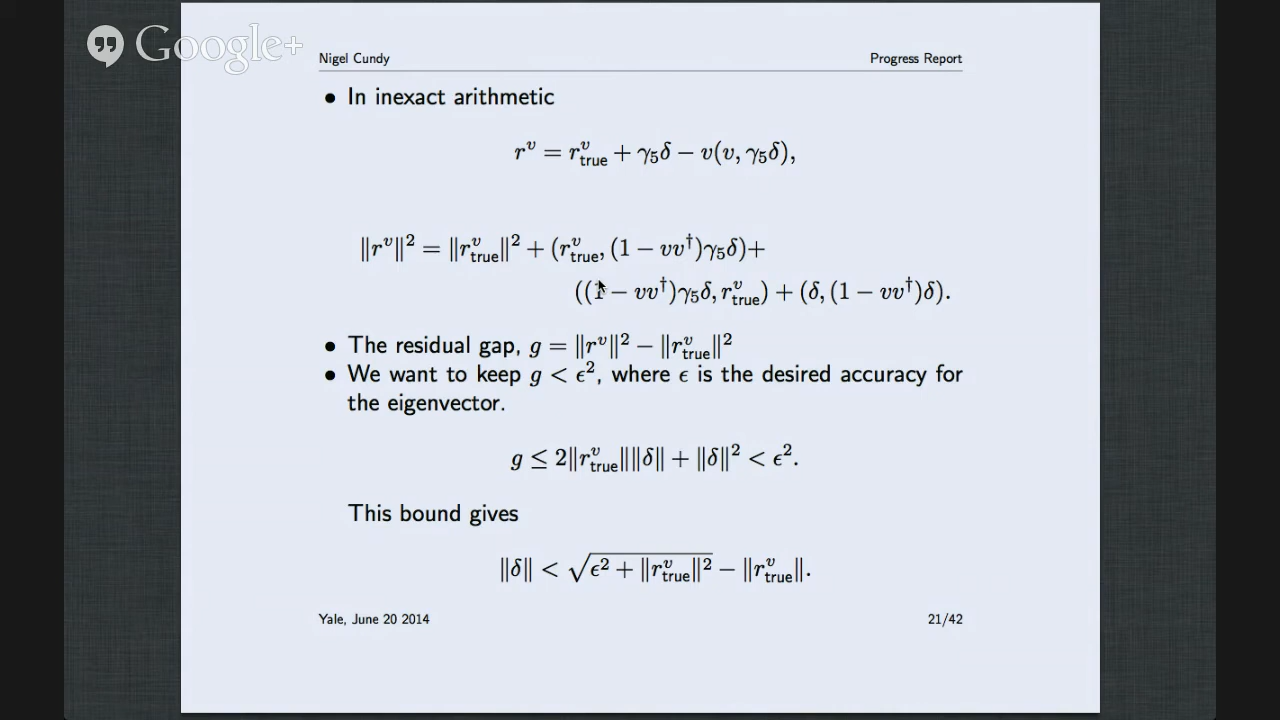 Google+
Nigel Cundy Progress Report
• In inexact arithmetic
r^v = r^v_true + γ₅δ − v(v, γ₅δ),
‖r^v‖² = ‖r^v_true‖² + (r^v_true, (1 − vv†)γ₅δ)+
((1 − vv†)γ₅δ, r^v_true) + (δ, (1 − vv†)δ).
• The residual gap, g = ‖r^v‖² − ‖r^v_true‖²
• We want to keep g < ϵ², where ϵ is the desired accuracy for
the eigenvector.
g ≤ 2‖r^v_true‖‖δ‖ + ‖δ‖² < ϵ².
This bound gives
‖δ‖ < √(ϵ² + ‖r^v_true‖²) − ‖r^v_true‖.
Yale, June 20 2014 21/42